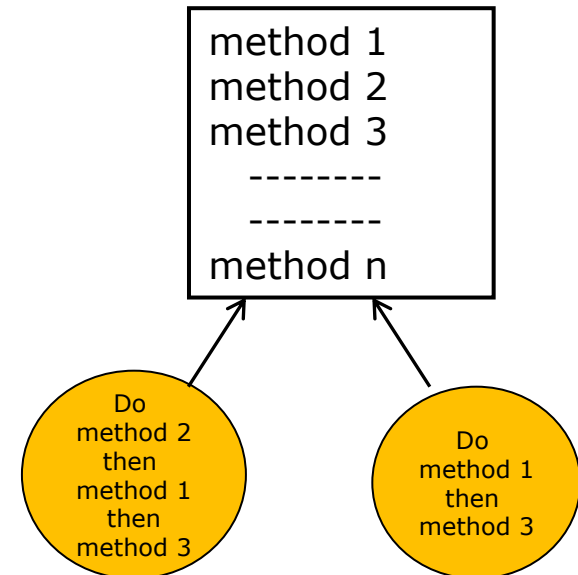 method 1
method 2
method 3
--------
--------
method n
Do
method 2
then
method 1
then
method 3
Do
method 1
then
method 3